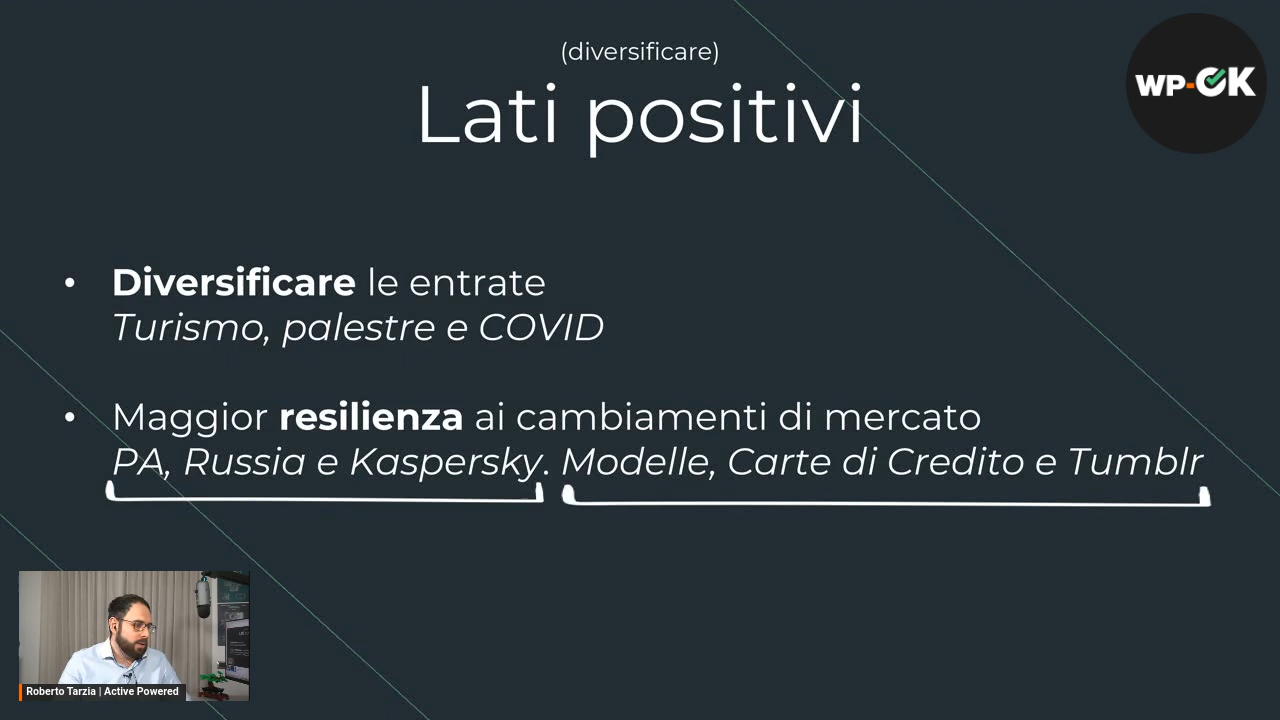 (diversificare)
Lati positivi
WP-OK
• Diversificare le entrate
Turismo, palestre e COVID
• Maggior resilienza ai cambiamenti di mercato
PA, Russia e Kaspersky. Modelle, Carte di Credito e Tumblr
Roberto Tarzia | Active Powered